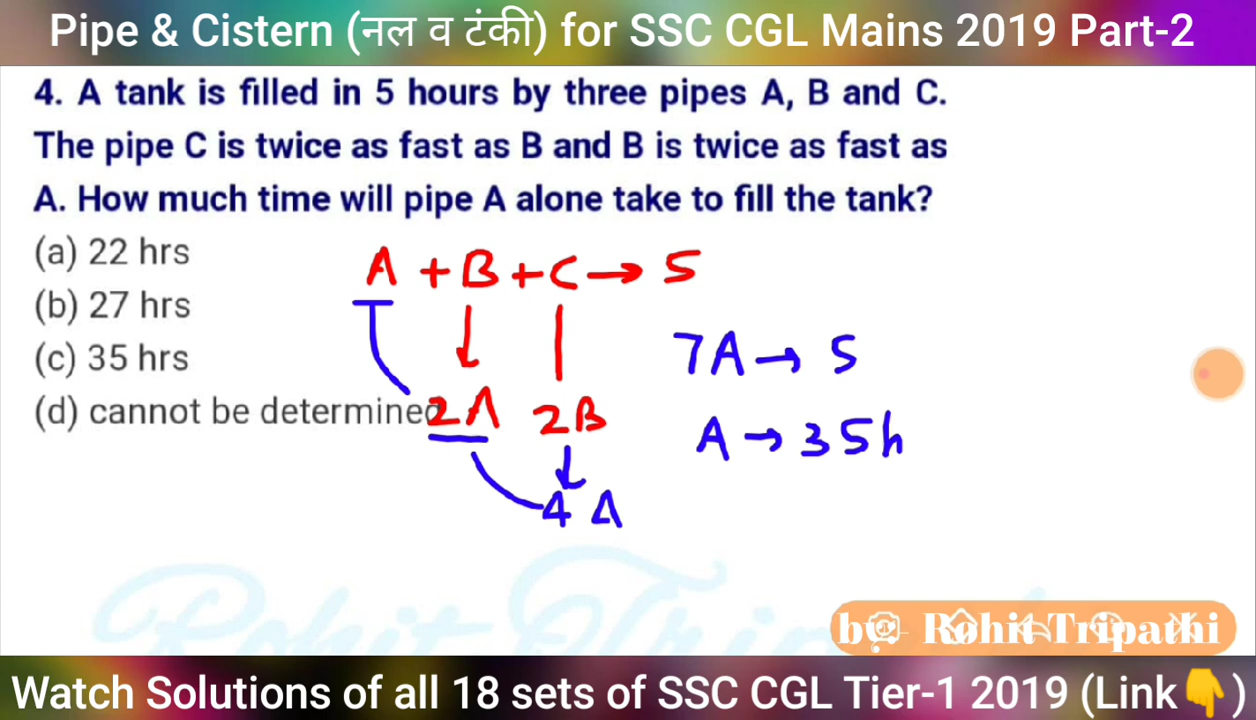 Pipe & Cistern (नल व टंकी) for SSC CGL Mains 2019 Part-2
4. A tank is filled in 5 hours by three pipes A, B and C.
The pipe C is twice as fast as B and B is twice as fast as
A. How much time will pipe A alone take to fill the tank?
(a) 22 hrs
(b) 27 hrs
(c) 35 hrs
(d) cannot be determined
A + B + C → 5
2A 2B
4A
7A → 5
A → 35h
Rohit Tri
by: Rohit Tripathi
Watch Solutions of all 18 sets of SSC CGL Tier-1 2019 (Link👇)